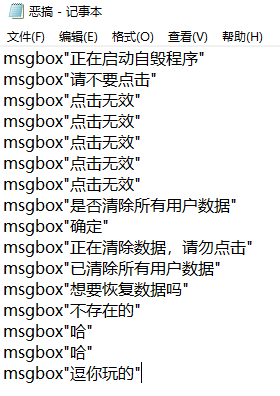 恶搞 - 记事本
文件(F) 编辑(E) 格式(O) 查看(V) 帮助(H)
msgbox"正在启动自毁程序"
msgbox"请不要点击"
msgbox"点击无效"
msgbox"点击无效"
msgbox"点击无效"
msgbox"点击无效"
msgbox"点击无效"
msgbox"是否清除所有用户数据"
msgbox"确定"
msgbox"正在清除数据，请勿点击"
msgbox"已清除所有用户数据"
msgbox"想要恢复数据吗"
msgbox"不存在的"
msgbox"哈"
msgbox"哈"
msgbox"逗你玩的"